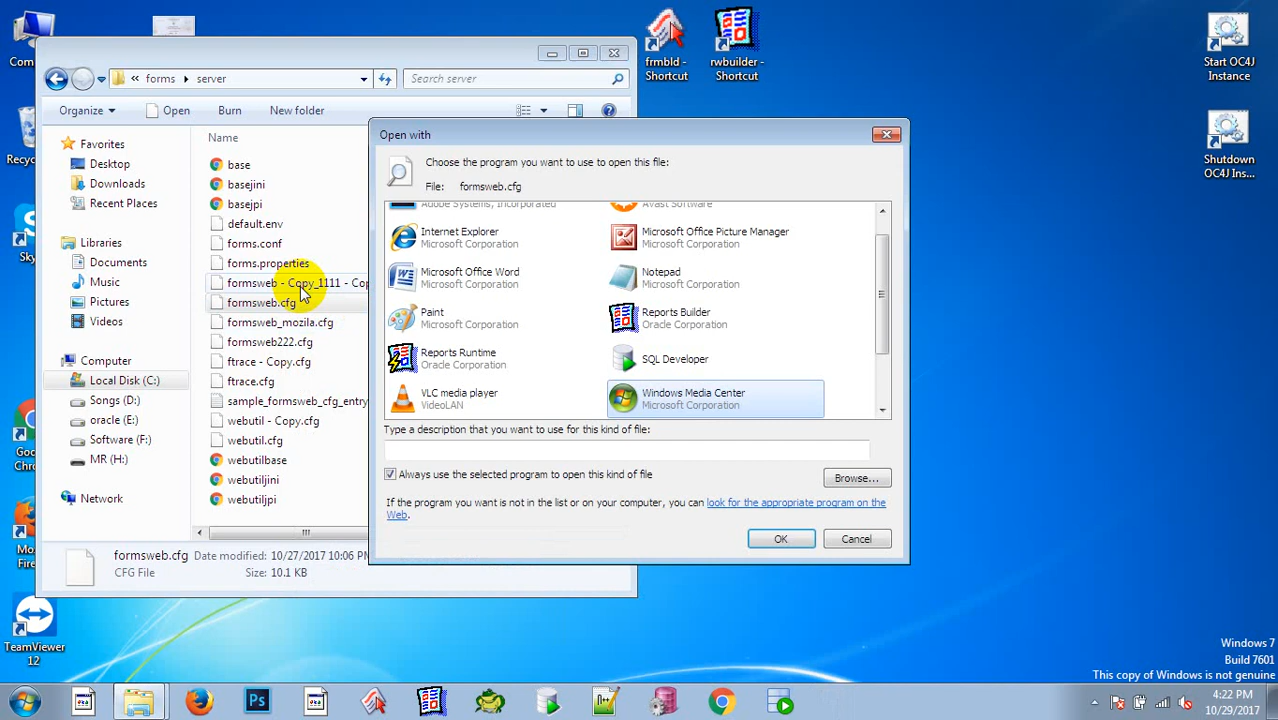 Com
Recyc
Sky
Goo
Chro
Moz
Firef
TeamViewer
12
frmbld -
Shortcut
rwbuilder -
Shortcut
Start OC4J
Instance
Shutdown
OC4J Ins...
« forms server
Search server
Organize
Open
Burn
New folder
Favorites
Desktop
Downloads
Recent Places
Libraries
Documents
Music
Pictures
Videos
Computer
Local Disk (C:)
Songs (D:)
oracle (E:)
Software (F:)
MR (H:)
Network
Name
base
basejini
basejpi
default.env
forms.conf
forms.properties
formsweb - Copy_1111 - Cop
formsweb.cfg
formsweb_mozila.cfg
formsweb222.cfg
ftrace - Copy.cfg
ftrace.cfg
sample_formsweb_cfg_entry
webutil - Copy.cfg
webutil.cfg
webutilbase
webutiljini
webutiljpi
formsweb.cfg Date modified: 10/27/2017 10:06 PM
CFG File Size: 10.1 KB
Open with
Choose the program you want to use to open this file:
File: formsweb.cfg
Adobe Systems, Incorporated
Avast Software
Internet Explorer
Microsoft Corporation
Microsoft Office Picture Manager
Microsoft Corporation
Microsoft Office Word
Microsoft Corporation
Notepad
Microsoft Corporation
Paint
Microsoft Corporation
Reports Builder
Oracle Corporation
Reports Runtime
Oracle Corporation
SQL Developer
VLC media player
VideoLAN
Windows Media Center
Microsoft Corporation
Type a description that you want to use for this kind of file:
Always use the selected program to open this kind of file
Browse...
If the program you want is not in the list or on your computer, you can look for the appropriate program on the
Web.
OK
Cancel
Windows 7
Build 7601
This copy of Windows is not genuine
Ps
4:22 PM
10/29/2017